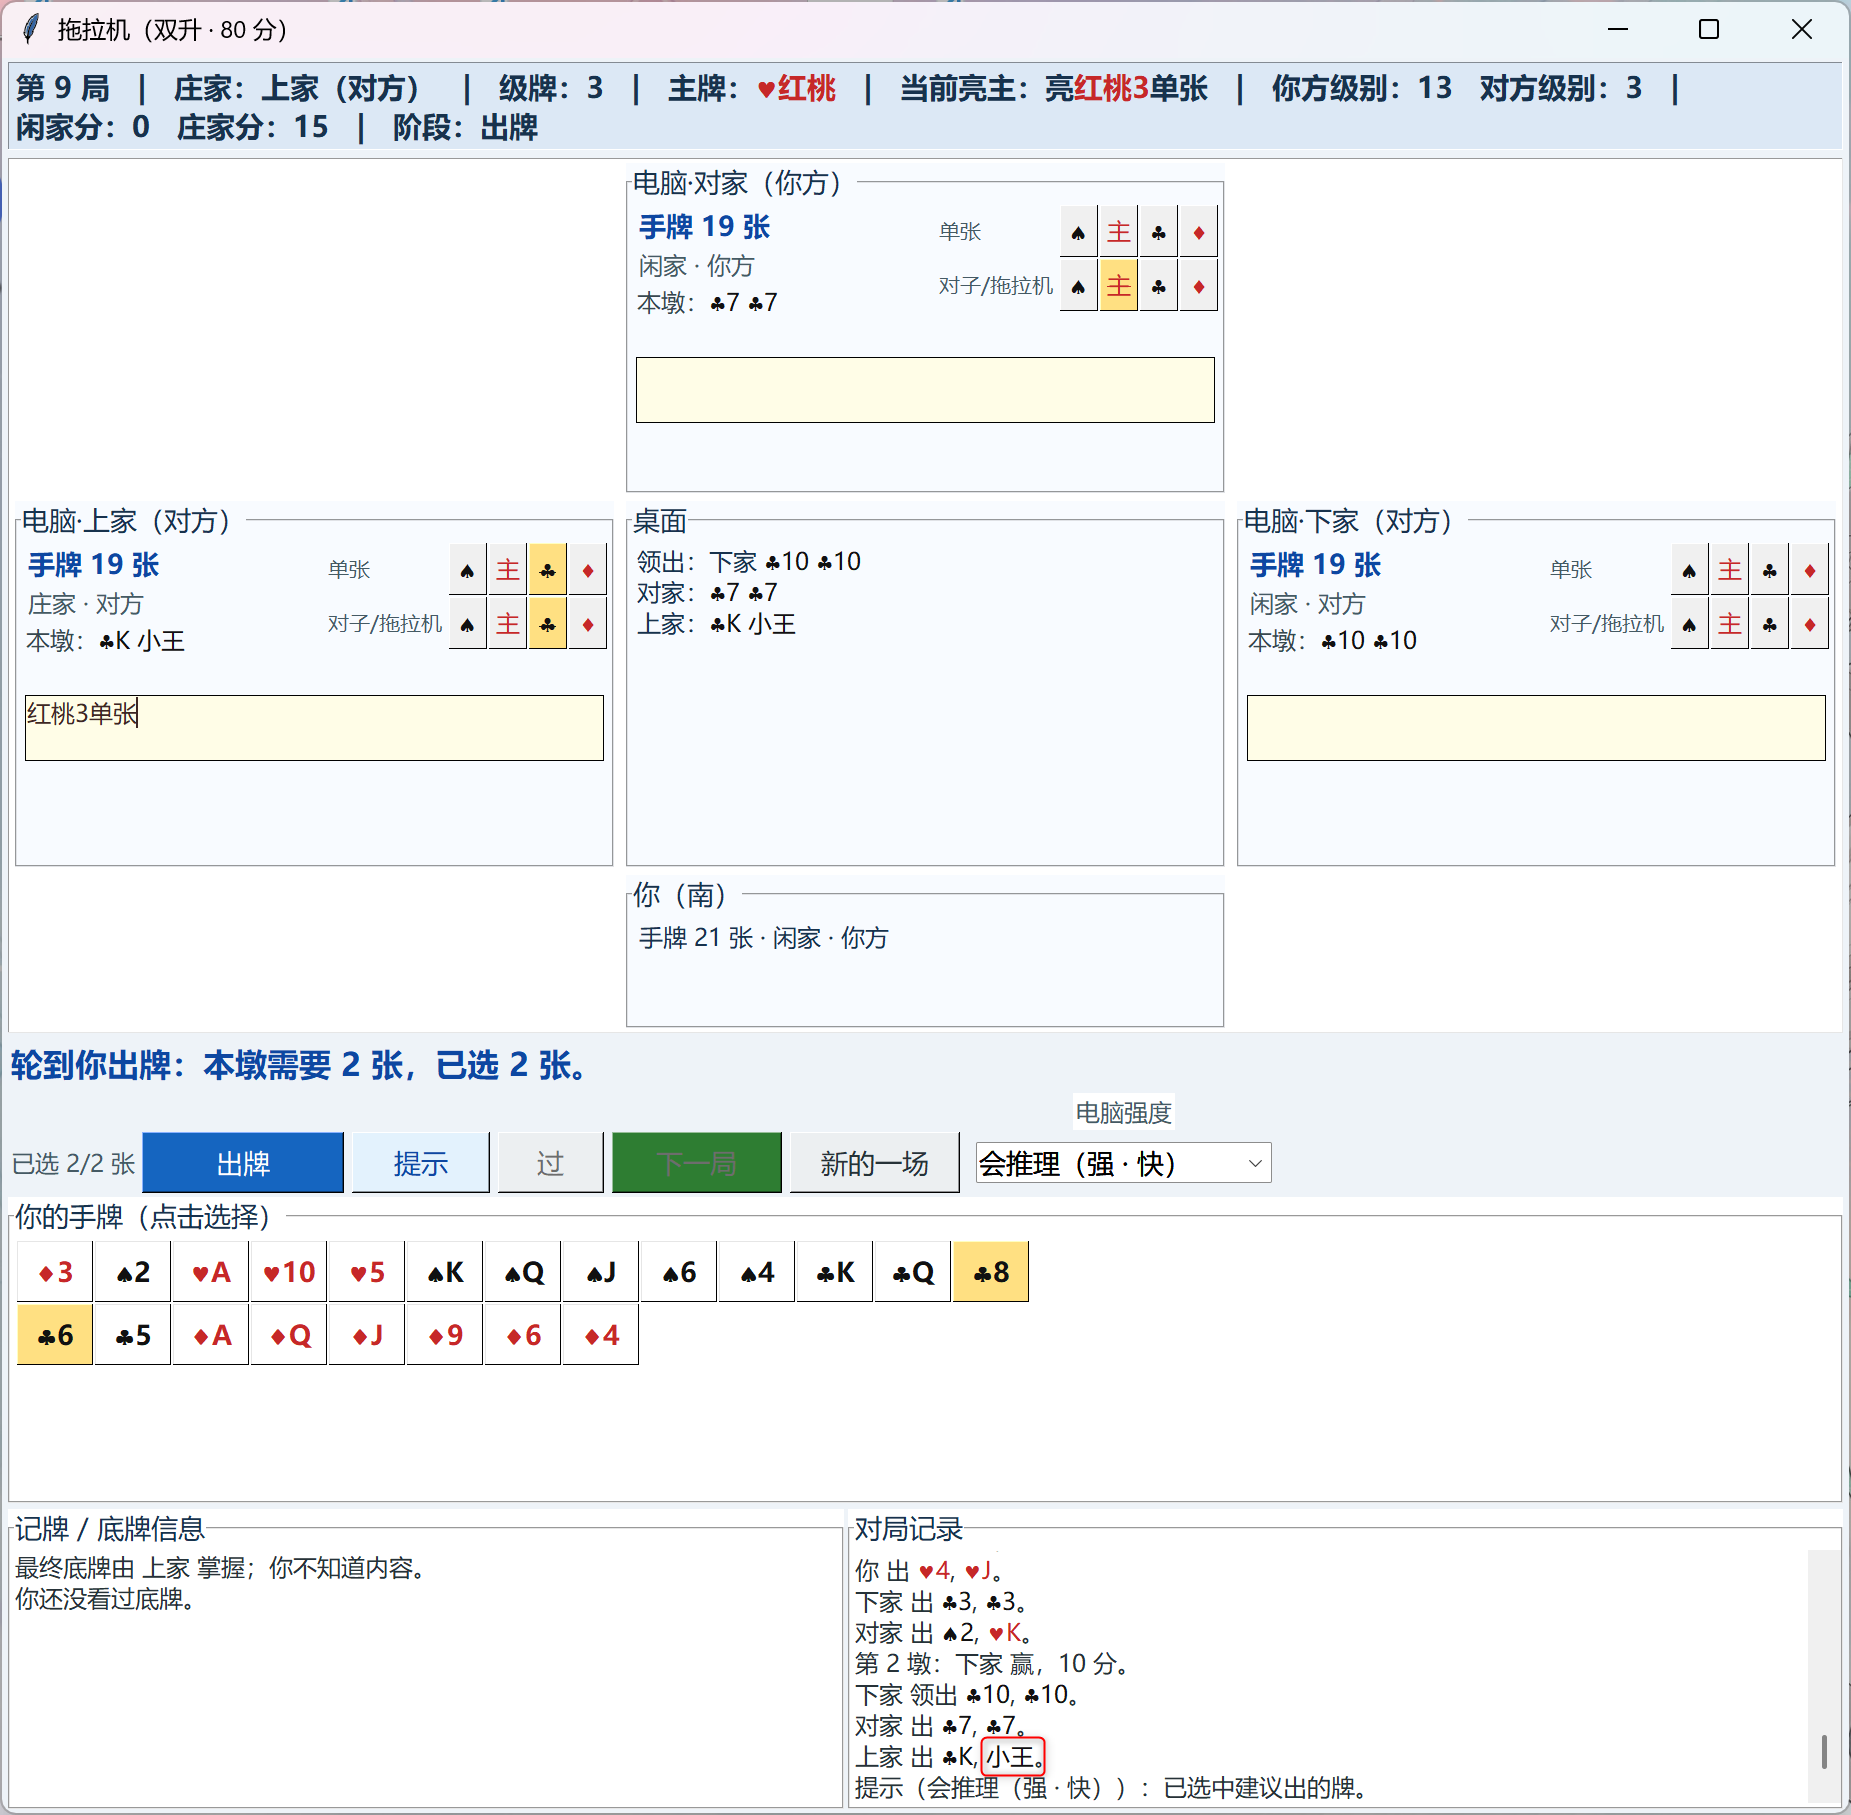 拖拉机（双升 · 80 分）
第 9 局 | 庄家：上家（对方） | 级牌：3 | 主牌：♥红桃 | 当前亮主：亮红桃3单张 | 你方级别：13 对方级别：3 |
闲家分：0 庄家分：15 | 阶段：出牌
电脑·对家（你方）
手牌 19 张
单张 ♠ 主 ♣ ♦
闲家 · 你方
对子/拖拉机 ♠ 主 ♣ ♦
本墩：♣7 ♣7
电脑·上家（对方）
手牌 19 张
单张 ♠ 主 ♣ ♦
庄家 · 对方
对子/拖拉机 ♠ 主 ♣ ♦
本墩：♣K 小王
红桃3单张
桌面
领出：下家 ♣10 ♣10
对家：♣7 ♣7
上家：♣K 小王
电脑·下家（对方）
手牌 19 张
单张 ♠ 主 ♣ ♦
闲家 · 对方
对子/拖拉机 ♠ 主 ♣ ♦
本墩：♣10 ♣10
你（南）
手牌 21 张 · 闲家 · 你方
轮到你出牌：本墩需要 2 张，已选 2 张。
电脑强度
已选 2/2 张 出牌 提示 过 下一局 新的一场 会推理（强 · 快）
你的手牌（点击选择）
♦3 ♠2 ♥A ♥10 ♥5 ♠K ♠Q ♠J ♠6 ♠4 ♣K ♣Q ♣8
♣6 ♣5 ♦A ♦Q ♦J ♦9 ♦6 ♦4
记牌 / 底牌信息
最终底牌由 上家 掌握；你不知道内容。
你还没看过底牌。
对局记录
你 出 ♥4, ♥J。
下家 出 ♣3, ♣3。
对家 出 ♠2, ♥K。
第 2 墩：下家 赢，10 分。
下家 领出 ♣10, ♣10。
对家 出 ♣7, ♣7。
上家 出 ♣K, 小王。
提示（会推理（强 · 快））：已选中建议出的牌。